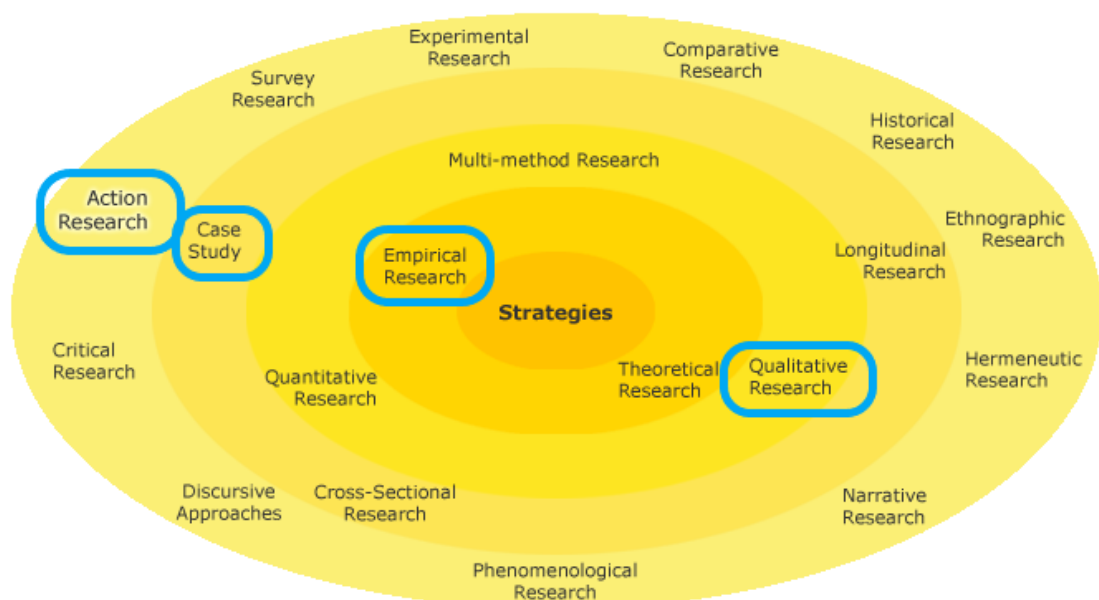 Experimental
Research
Comparative
Research
Survey
Research
Historical
Research
Multi-method Research
Action
Research
Case
Study
Ethnographic
Research
Empirical
Research
Longitudinal
Research
Strategies
Critical
Research
Quantitative
Research
Theoretical
Research
Qualitative
Research
Hermeneutic
Research
Discursive
Approaches
Cross-Sectional
Research
Narrative
Research
Phenomenological
Research